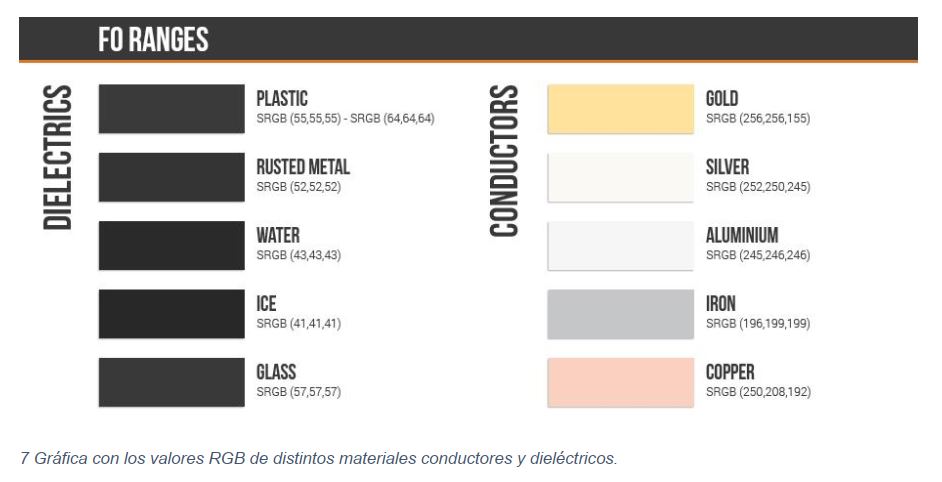 F0 RANGES
DIELECTRICS
PLASTIC
SRGB (55,55,55) - SRGB (64,64,64)
RUSTED METAL
SRGB (52,52,52)
WATER
SRGB (43,43,43)
ICE
SRGB (41,41,41)
GLASS
SRGB (57,57,57)
CONDUCTORS
GOLD
SRGB (256,256,155)
SILVER
SRGB (252,250,245)
ALUMINIUM
SRGB (245,246,246)
IRON
SRGB (196,199,199)
COPPER
SRGB (250,208,192)
7 Gráfica con los valores RGB de distintos materiales conductores y dieléctricos.